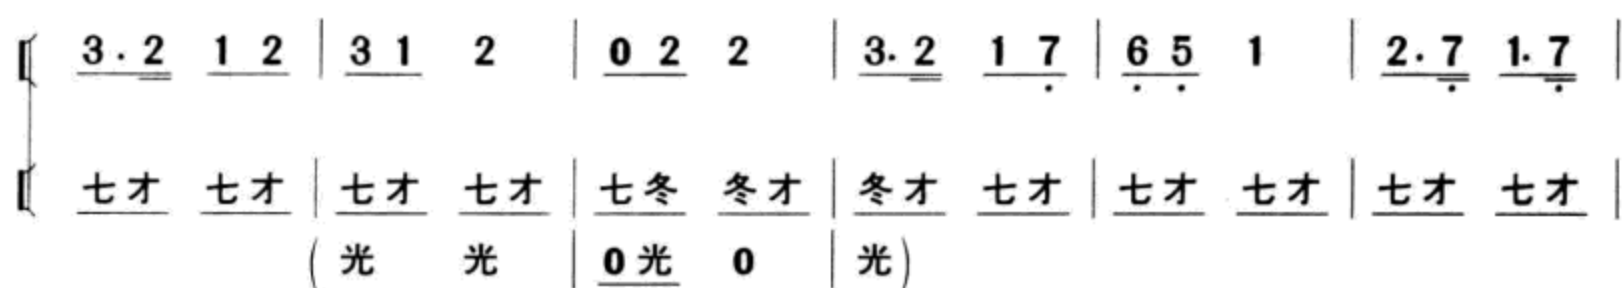 3·2 1 2 | 3 1 2 | 0 2 2 | 3·2 1 7̣ | 6̣ 5̣ 1 | 2·7̣ 1·7̣ |
七才 七才 | 七才 七才 | 七冬 冬才 | 冬才 七才 | 七才 七才 | 七才 七才 |
(光 光 | 0光 0 | 光)